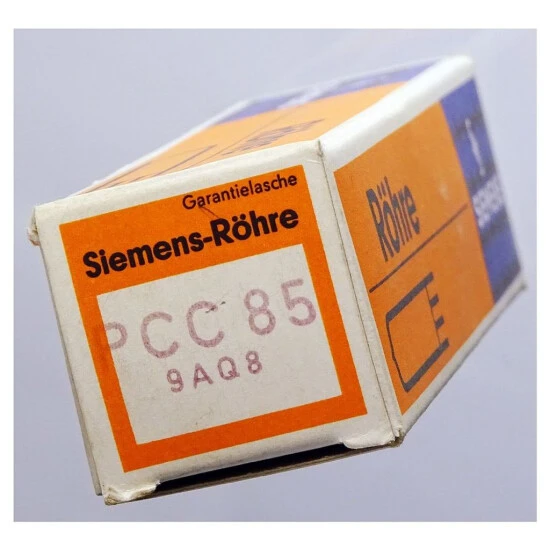 Garantielasche
Siemens-Röhre
PCC 85
9AQ8
Röhre